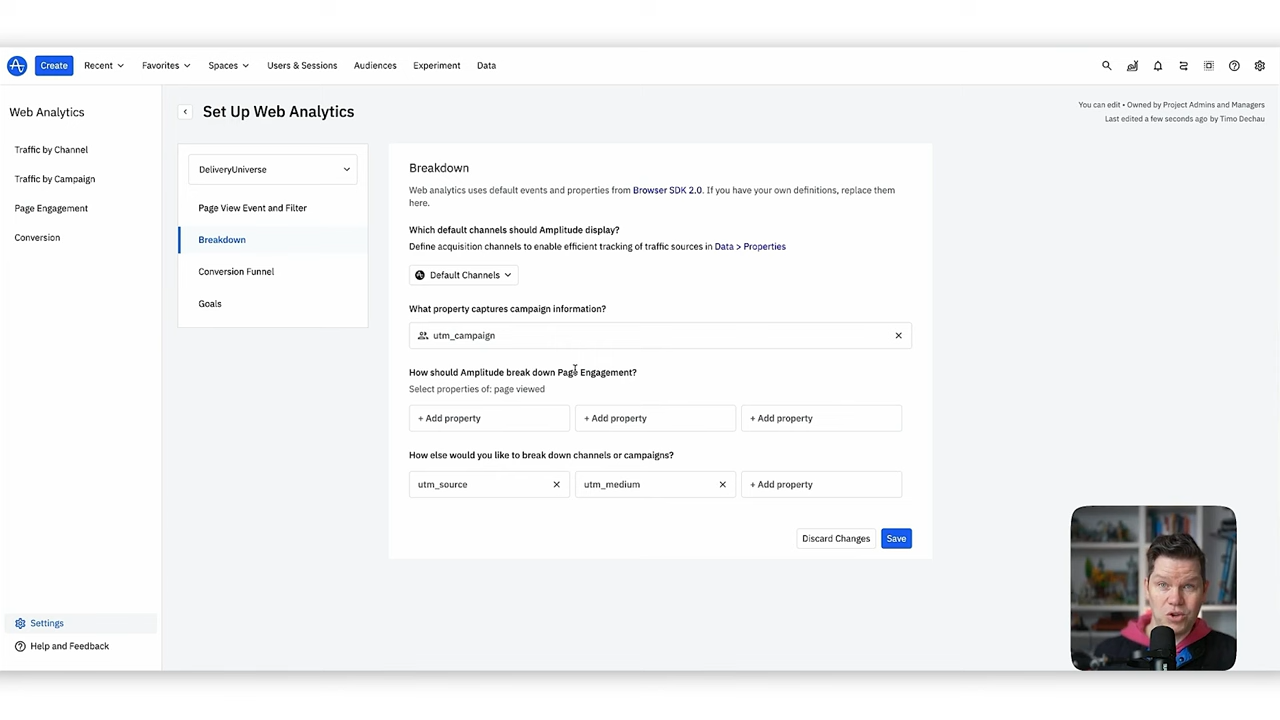 Create
Recent
Favorites
Spaces
Users & Sessions
Audiences
Experiment
Data
Web Analytics
Traffic by Channel
Traffic by Campaign
Page Engagement
Conversion
Settings
Help and Feedback
Set Up Web Analytics
You can edit • Owned by Project Admins and Managers
Last edited a few seconds ago by Timo Dechau
DeliveryUniverse
Page View Event and Filter
Breakdown
Conversion Funnel
Goals
Breakdown
Web analytics uses default events and properties from Browser SDK 2.0. If you have your own definitions, replace them
here.
Which default channels should Amplitude display?
Define acquisition channels to enable efficient tracking of traffic sources in Data > Properties
Default Channels
What property captures campaign information?
utm_campaign
How should Amplitude break down Page Engagement?
Select properties of: page viewed
+ Add property
+ Add property
+ Add property
How else would you like to break down channels or campaigns?
utm_source
utm_medium
+ Add property
Discard Changes
Save